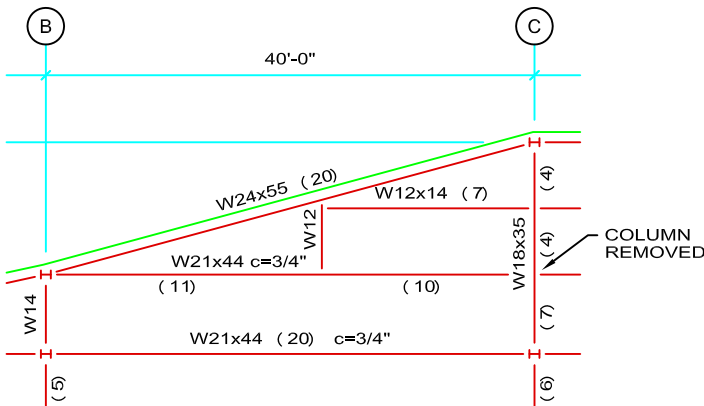 B
C
40'-0"
W24x55 (20)
(4)
W12x14 (7)
W12
W18x35
(4)
COLUMN
REMOVED
W21x44 c=3/4"
(11)
(10)
W14
(7)
W21x44 (20) c=3/4"
(5)
(6)